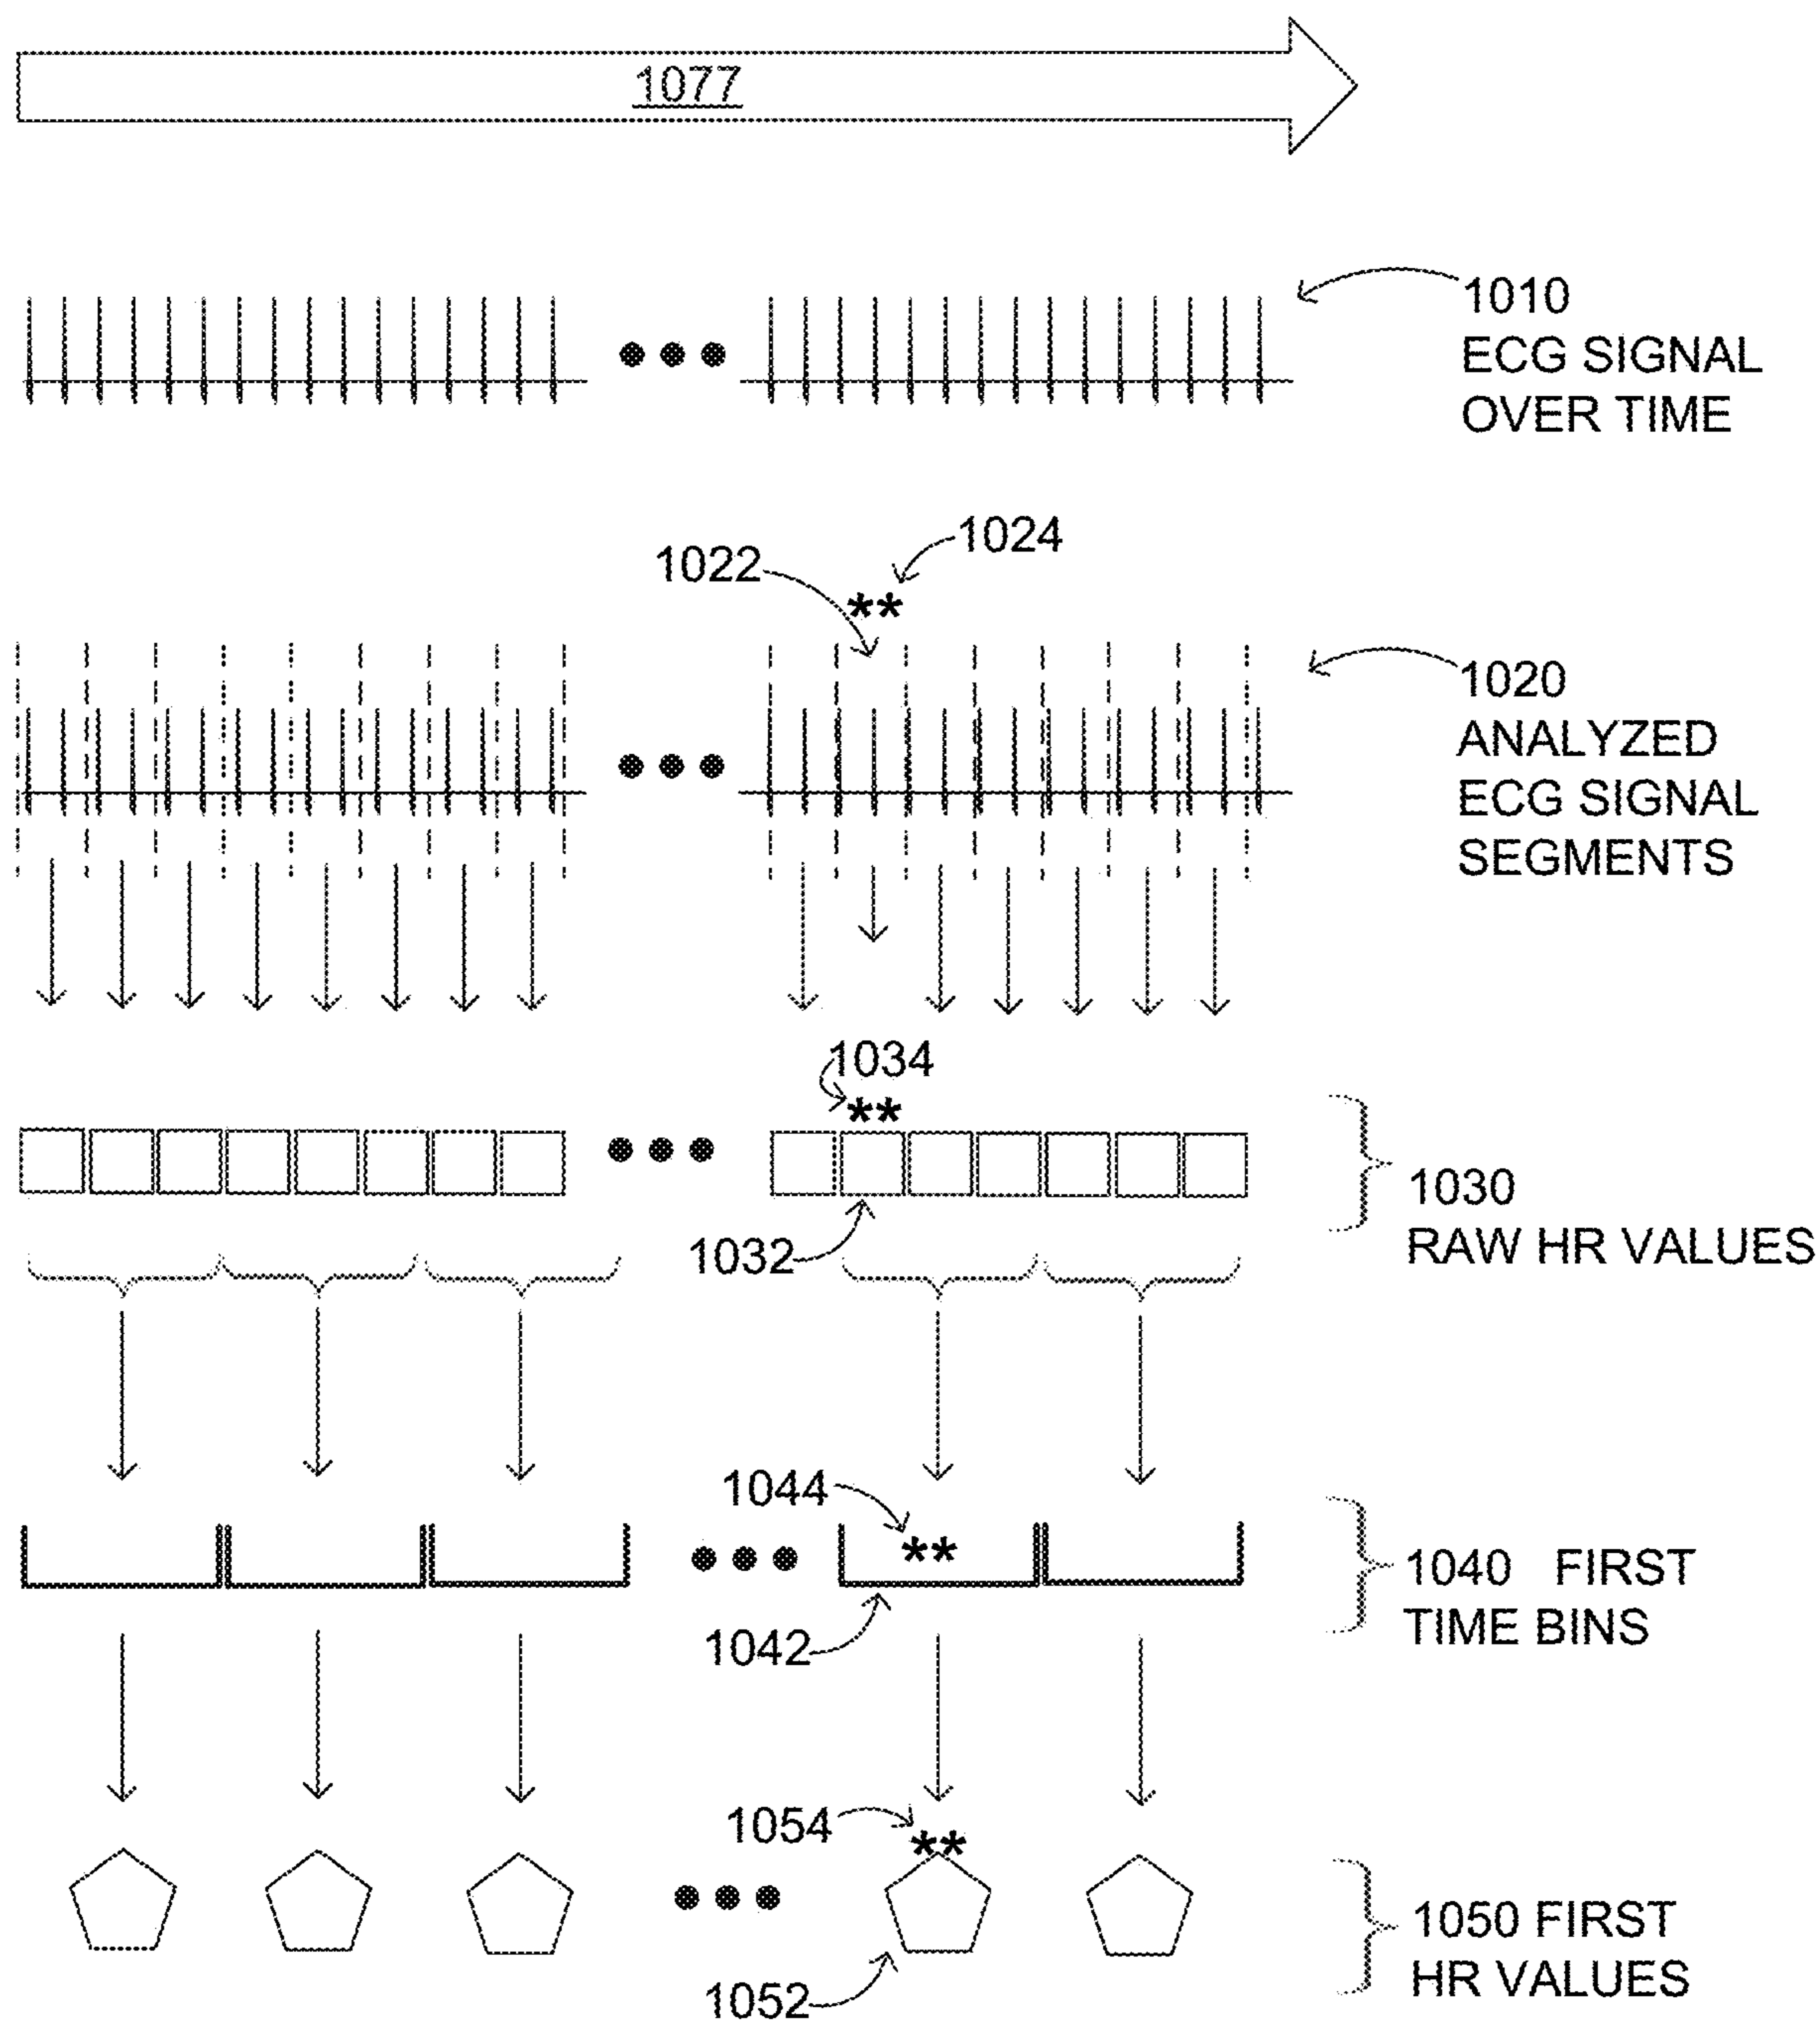 1077
1010
ECG SIGNAL
OVER TIME
1024
1022
**
1020
ANALYZED
ECG SIGNAL
SEGMENTS
1034
**
1030
RAW HR VALUES
1032
1044
**
1040 FIRST
TIME BINS
1042
1054
**
1050 FIRST
HR VALUES
1052